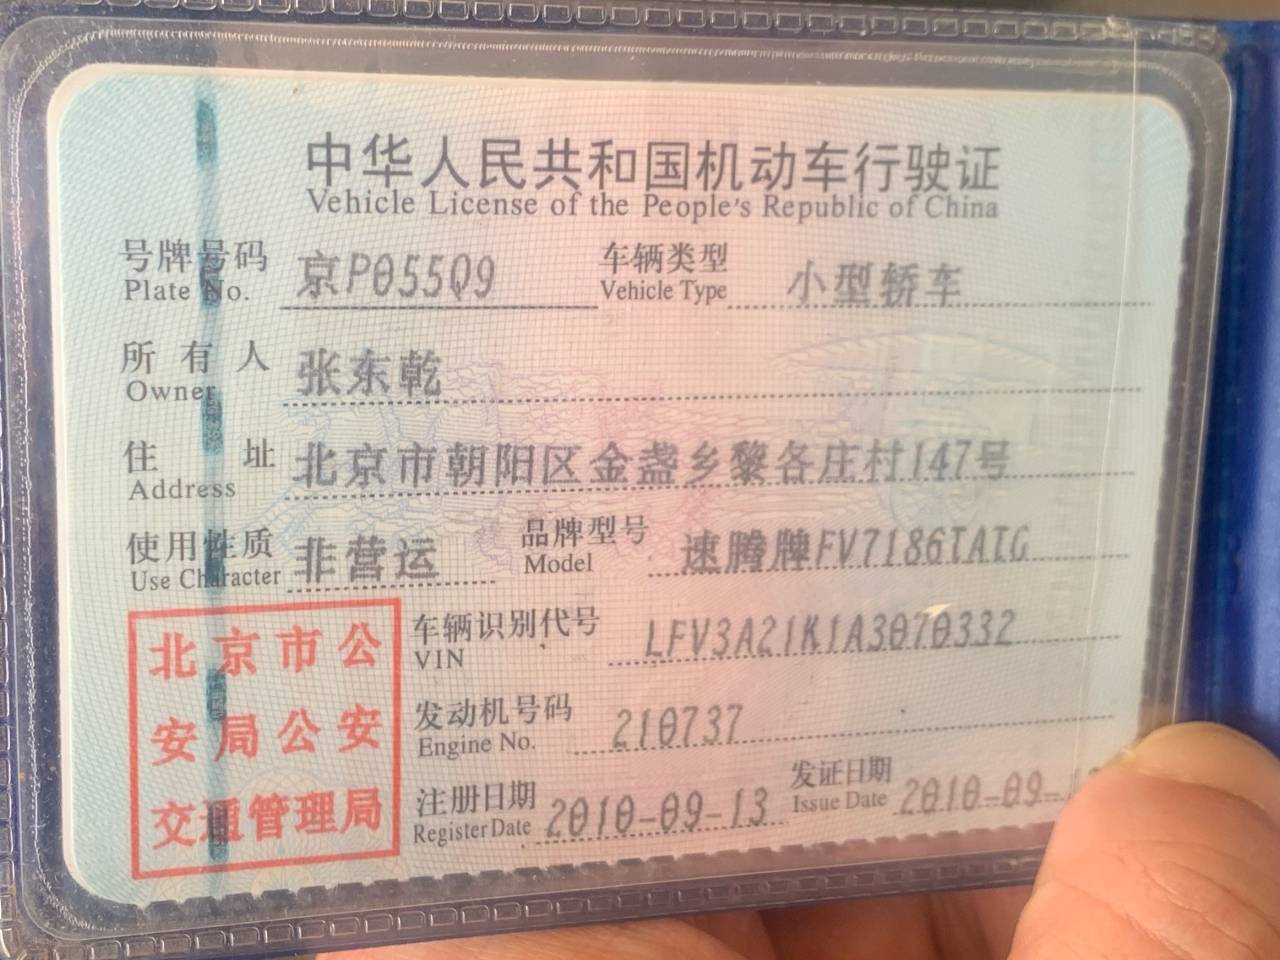 中华人民共和国机动车行驶证
Vehicle License of the People's Republic of China
号牌号码 京P055Q9 车辆类型 小型轿车
Plate No. Vehicle Type
所有人 张东乾
Owner
住址 北京市朝阳区金盏乡黎各庄村147号
Address
使用性质 非营运 品牌型号 速腾牌FV7186TATG
Use Character Model
北京市公
安局公安
交通管理局
车辆识别代号 LFV3A21K1A3070332
VIN
发动机号码 210737
Engine No.
注册日期 2010-09-13 发证日期 2010-09-
Register Date Issue Date